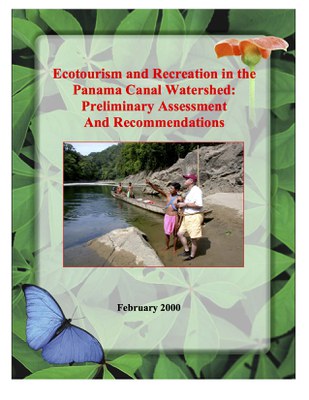 Ecotourism and Recreation in the
Panama Canal Watershed:
Preliminary Assessment
And Recommendations
February 2000